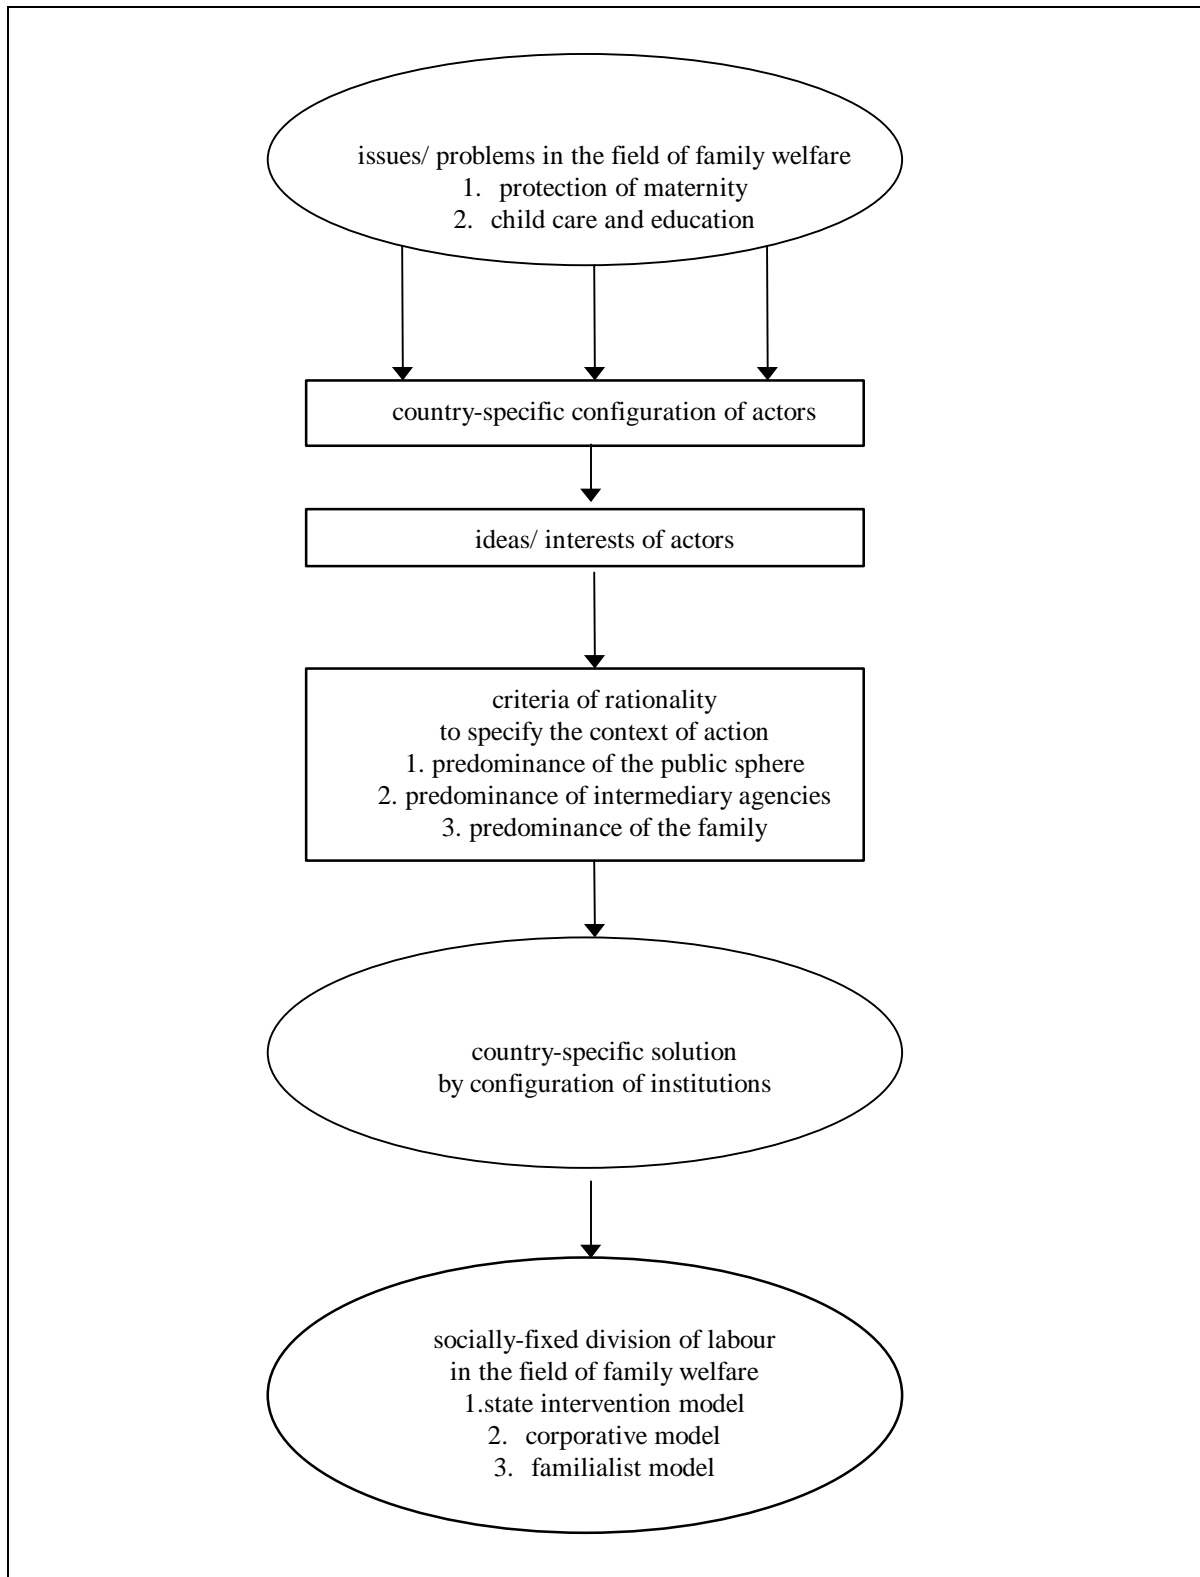 issues/ problems in the field of family welfare
1. protection of maternity
2. child care and education
country-specific configuration of actors
ideas/ interests of actors
criteria of rationality
to specify the context of action
1. predominance of the public sphere
2. predominance of intermediary agencies
3. predominance of the family
country-specific solution
by configuration of institutions
socially-fixed division of labour
in the field of family welfare
1.state intervention model
2. corporative model
3. familialist model